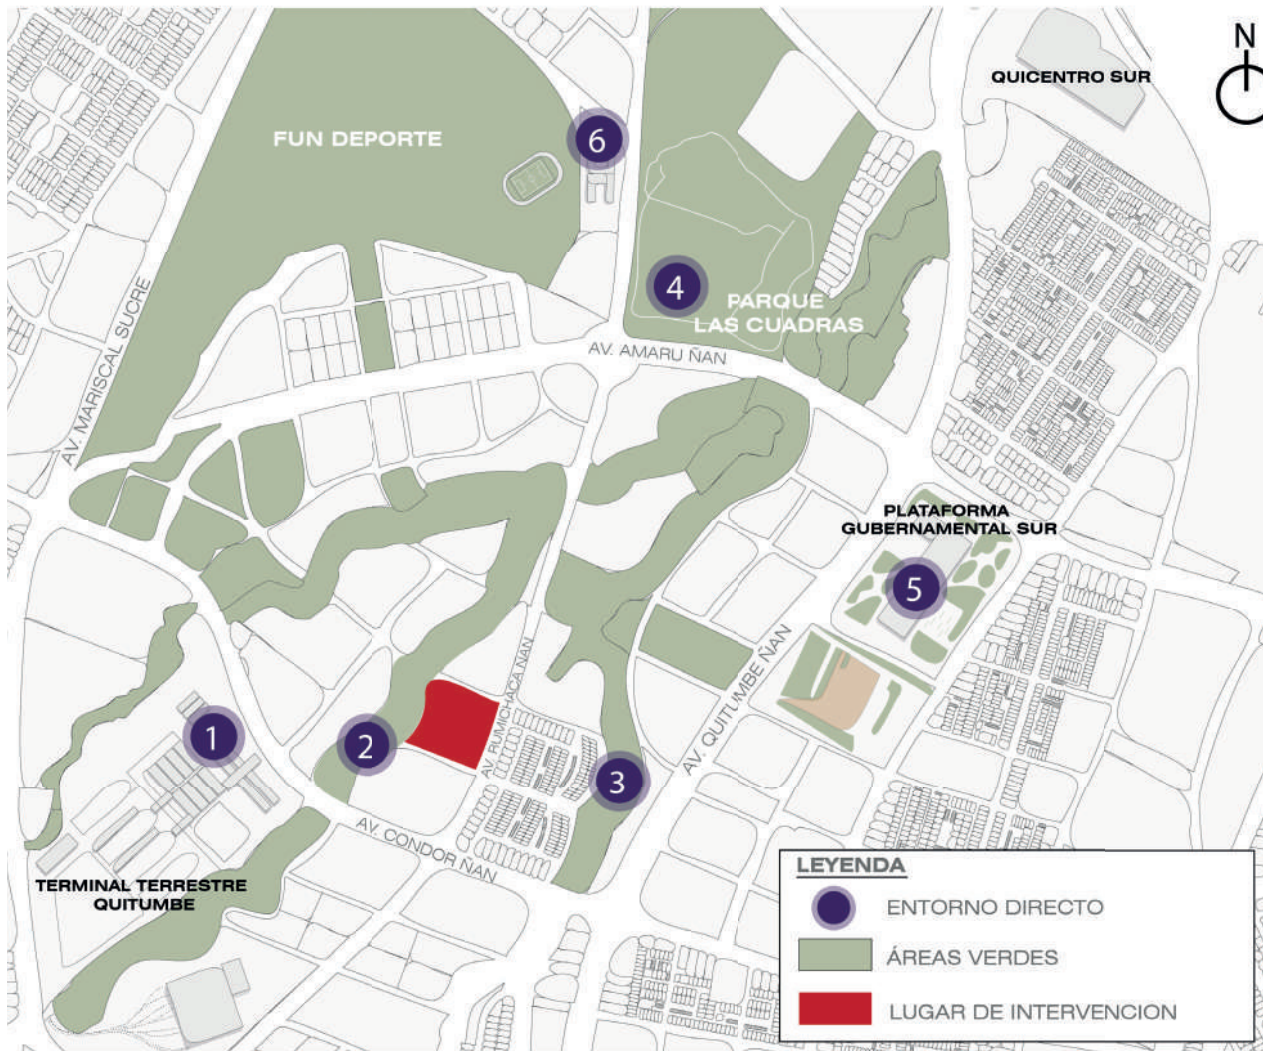 N
QUICENTRO SUR
FUN DEPORTE
6
4
PARQUE
LAS CUADRAS
AV. MARISCAL SUCRE
AV. AMARU ÑAN
PLATAFORMA
GUBERNAMENTAL SUR
5
AV. RUMICHACA ÑAN
AV. QUITUMBE ÑAN
1
2
3
AV. CONDOR ÑAN
TERMINAL TERRESTRE
QUITUMBE
LEYENDA
ENTORNO DIRECTO
ÁREAS VERDES
LUGAR DE INTERVENCION